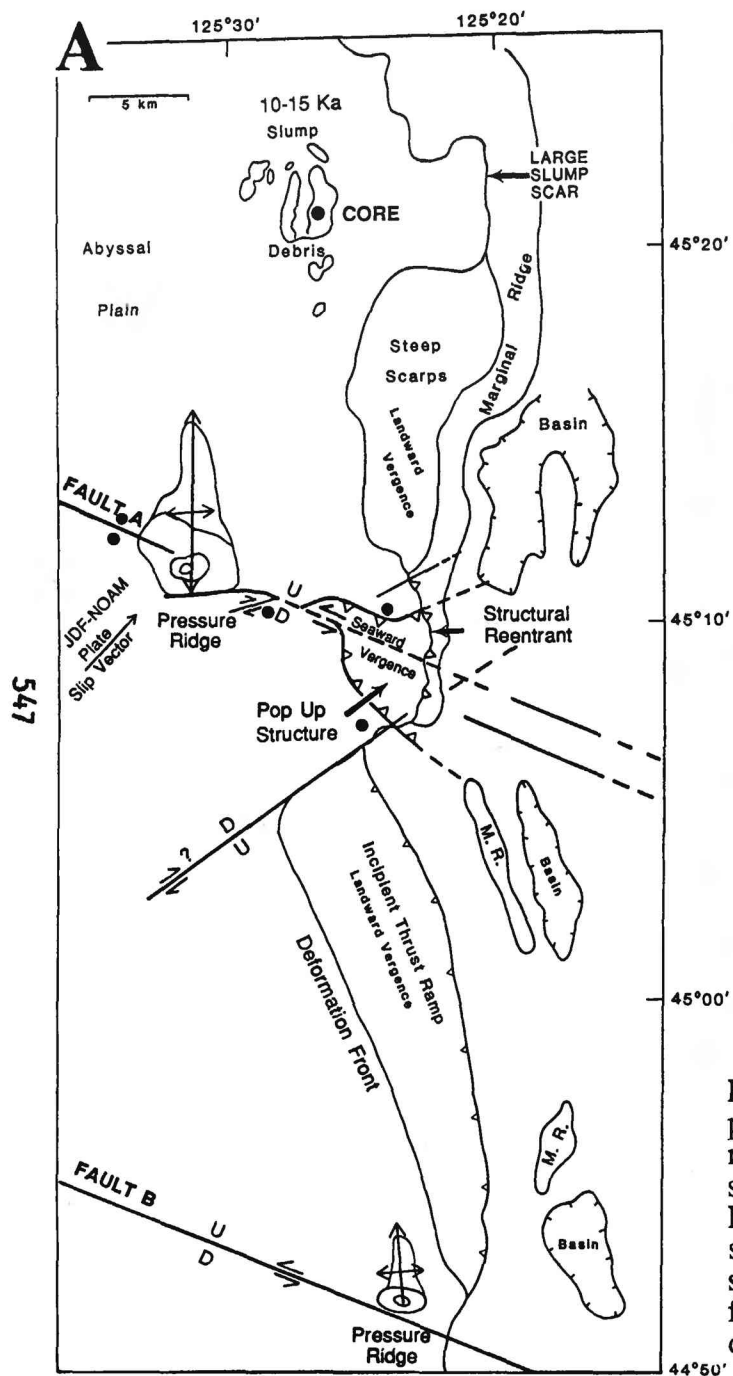 A
125°30′
125°20′
5 km
10-15 Ka
Slump
CORE
Debris
LARGE
SLUMP
SCAR
45°20′
Abyssal
Plain
Marginal Ridge
Steep
Scarps
Landward
Vergence
Basin
FAULT A
U
D
Pressure
Ridge
JDF-NOAM
Plate
Slip Vector
Seaward
Vergence
Structural
Reentrant
45°10′
547
Pop Up
Structure
D
U
?
M. R.
Basin
Incipient Thrust Ramp
Landward Vergence
Deformation Front
45°00′
M. R.
FAULT B
U
D
Basin
Pressure
Ridge
44°50′